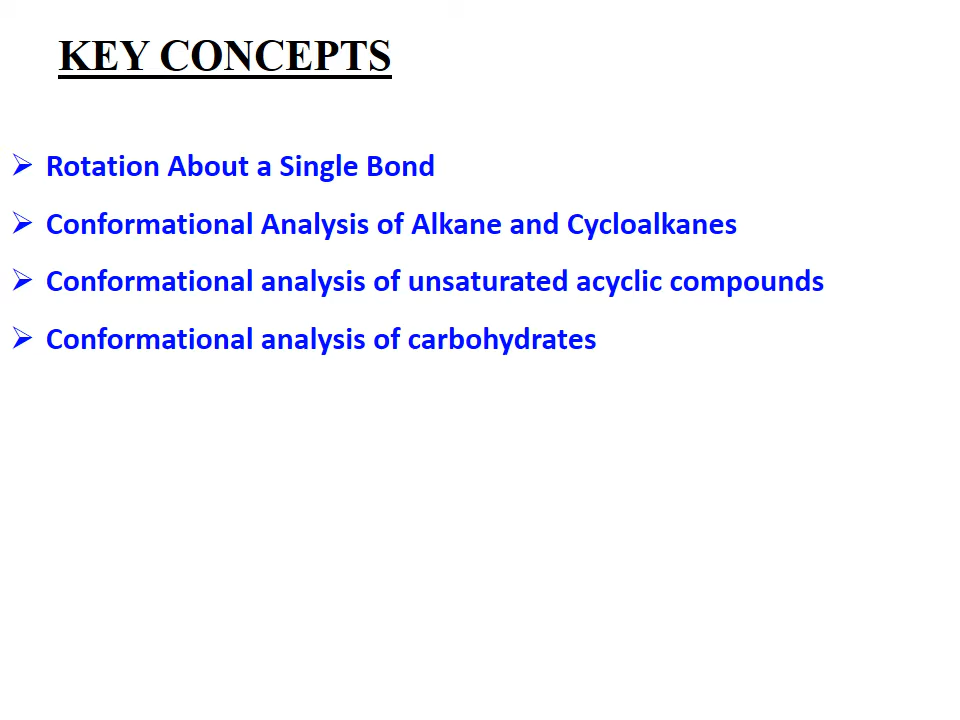 KEY CONCEPTS
➢ Rotation About a Single Bond
➢ Conformational Analysis of Alkane and Cycloalkanes
➢ Conformational analysis of unsaturated acyclic compounds
➢ Conformational analysis of carbohydrates